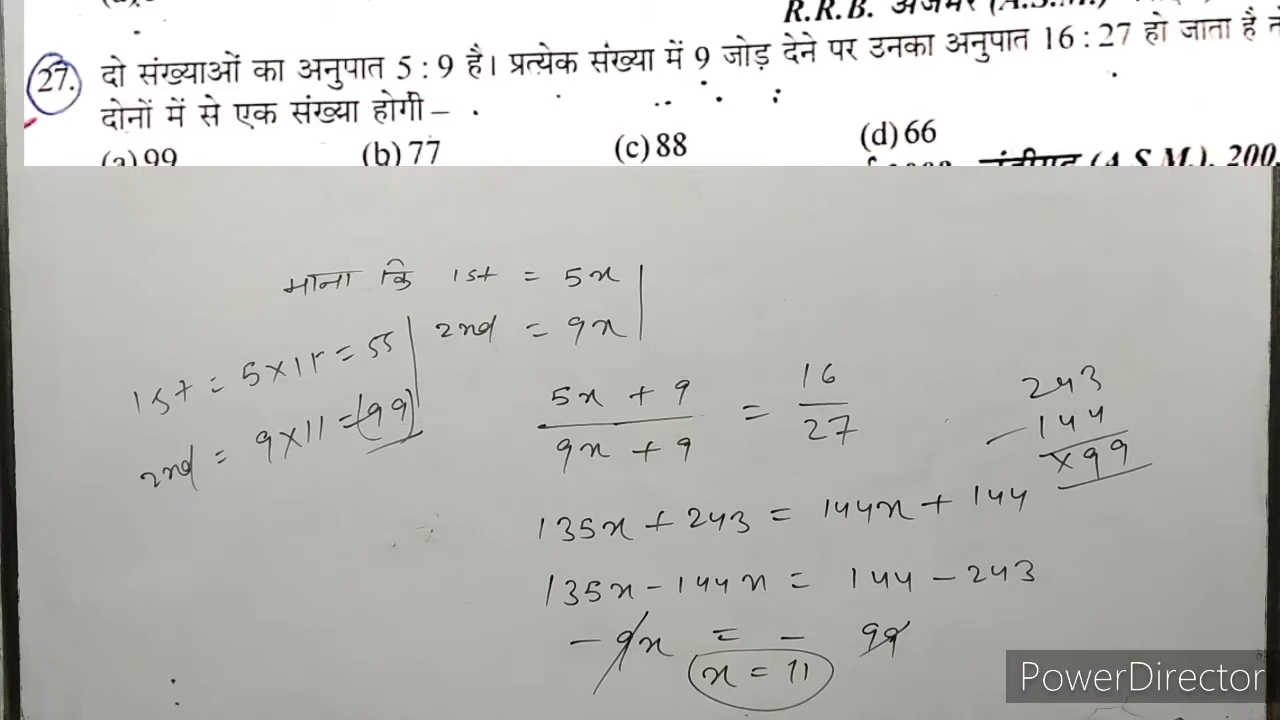 R.R.B. अजमेर (A.S.M.)
27. दो संख्याओं का अनुपात 5 : 9 है। प्रत्येक संख्या में 9 जोड़ देने पर उनका अनुपात 16 : 27 हो जाता है
दोनों में से एक संख्या होगी –
(a) 99 (b) 77 (c) 88 (d) 66
(A.S.M.), 200
माना कि 1st = 5x
2nd = 9x
1st = 5×11 = 55
2nd = 9×11 = 99
5x + 9 / 9x + 9 = 16 / 27
243
- 144
x99
135x + 243 = 144x + 144
135x - 144x = 144 - 243
- 9x = - 99
x = 11
PowerDirector